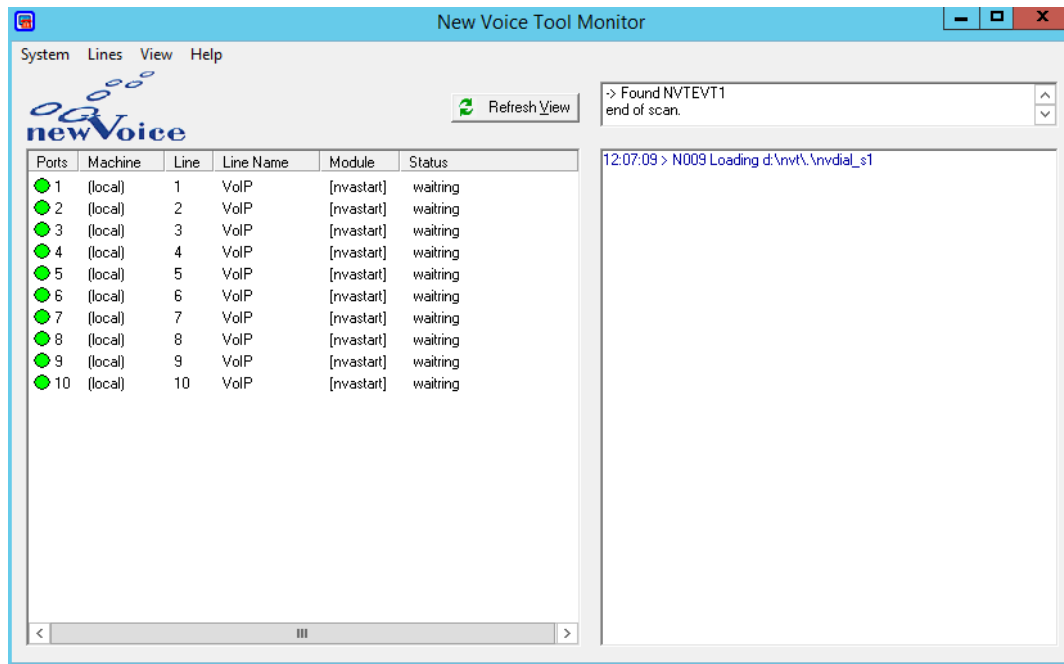 New Voice Tool Monitor
System Lines View Help
newVoice
Refresh View
-> Found NVTEVT1
end of scan.
Ports Machine Line Line Name Module Status
1 (local) 1 VoIP [nvastart] waitring
2 (local) 2 VoIP [nvastart] waitring
3 (local) 3 VoIP [nvastart] waitring
4 (local) 4 VoIP [nvastart] waitring
5 (local) 5 VoIP [nvastart] waitring
6 (local) 6 VoIP [nvastart] waitring
7 (local) 7 VoIP [nvastart] waitring
8 (local) 8 VoIP [nvastart] waitring
9 (local) 9 VoIP [nvastart] waitring
10 (local) 10 VoIP [nvastart] waitring
12:07:09 > N009 Loading d:\nvt\.\nvdial_s1